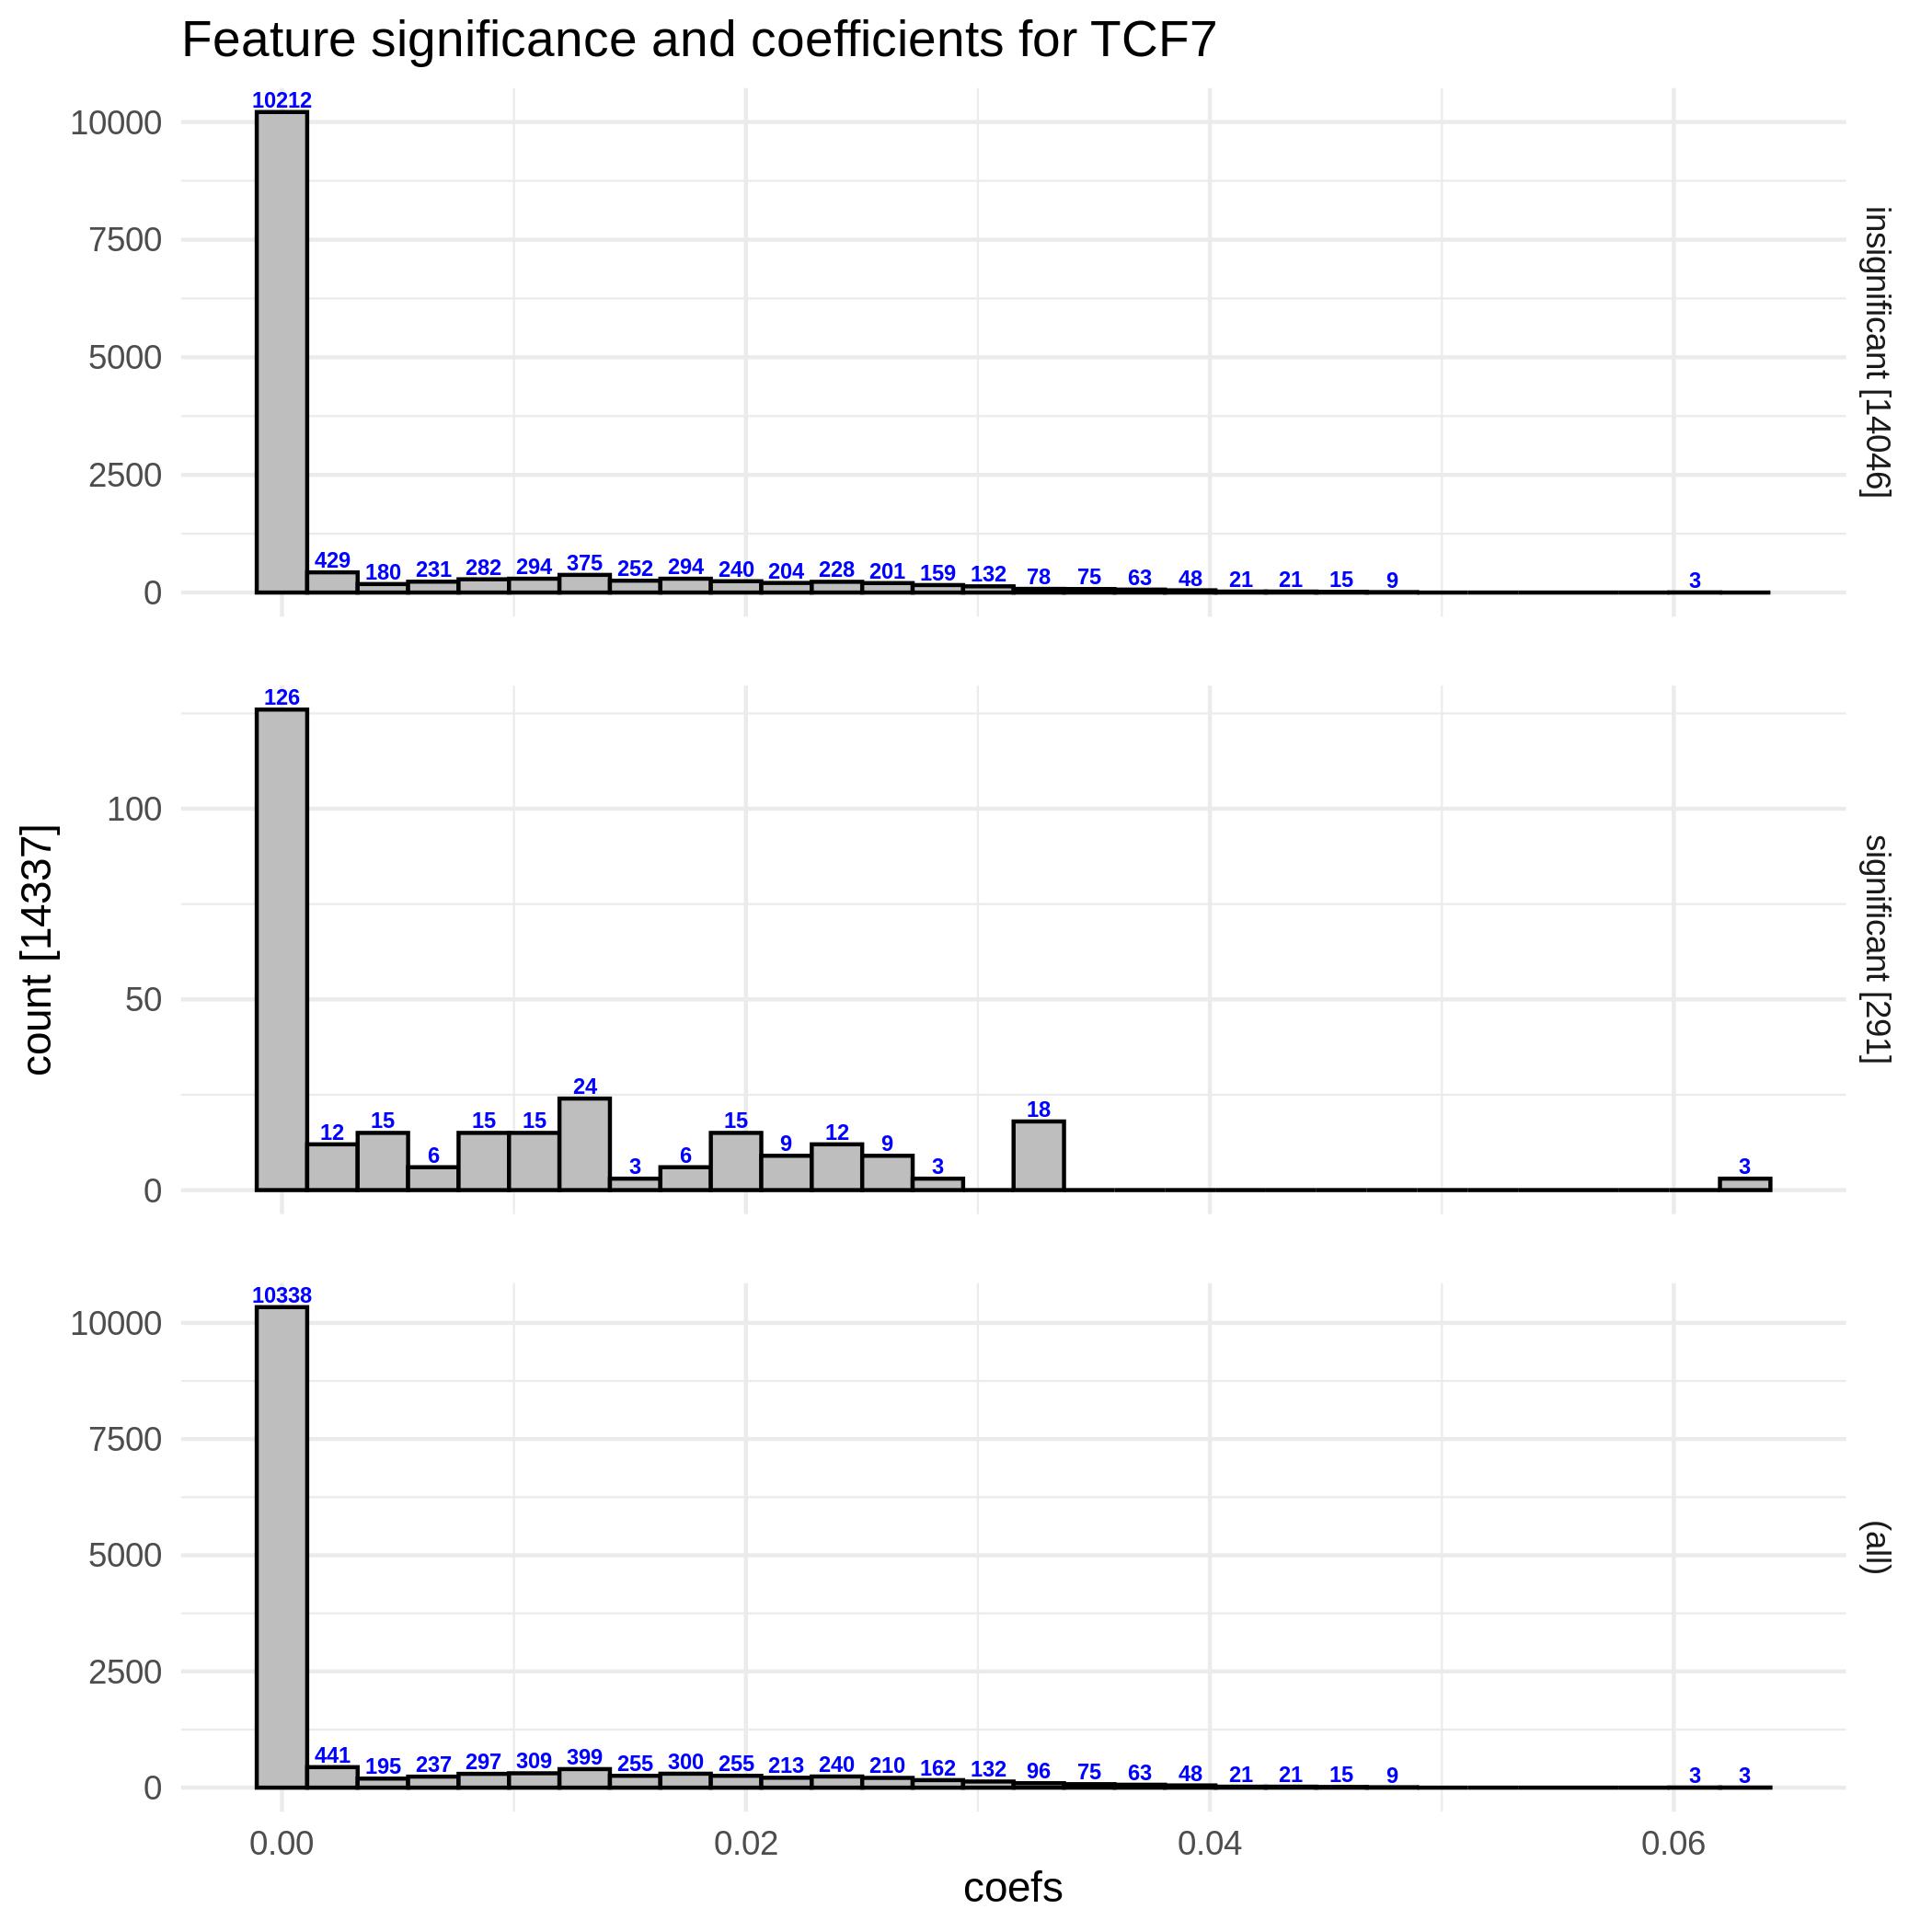 Feature significance and coefficients for TCF7
10212
10000
7500
5000
2500
0
429 180 231 282 294 375 252 294 240 204 228 201 159 132 78 75 63 48 21 21 15 9 3
insignificant [14046]
count [14337]
126
100
50
0
12 15 6 15 15 24 3 6 15 9 12 9 3 18 3
significant [291]
10338
10000
7500
5000
2500
0
441 195 237 297 309 399 255 300 255 213 240 210 162 132 96 75 63 48 21 21 15 9 3 3
(all)
0.00 0.02 0.04 0.06
coefs